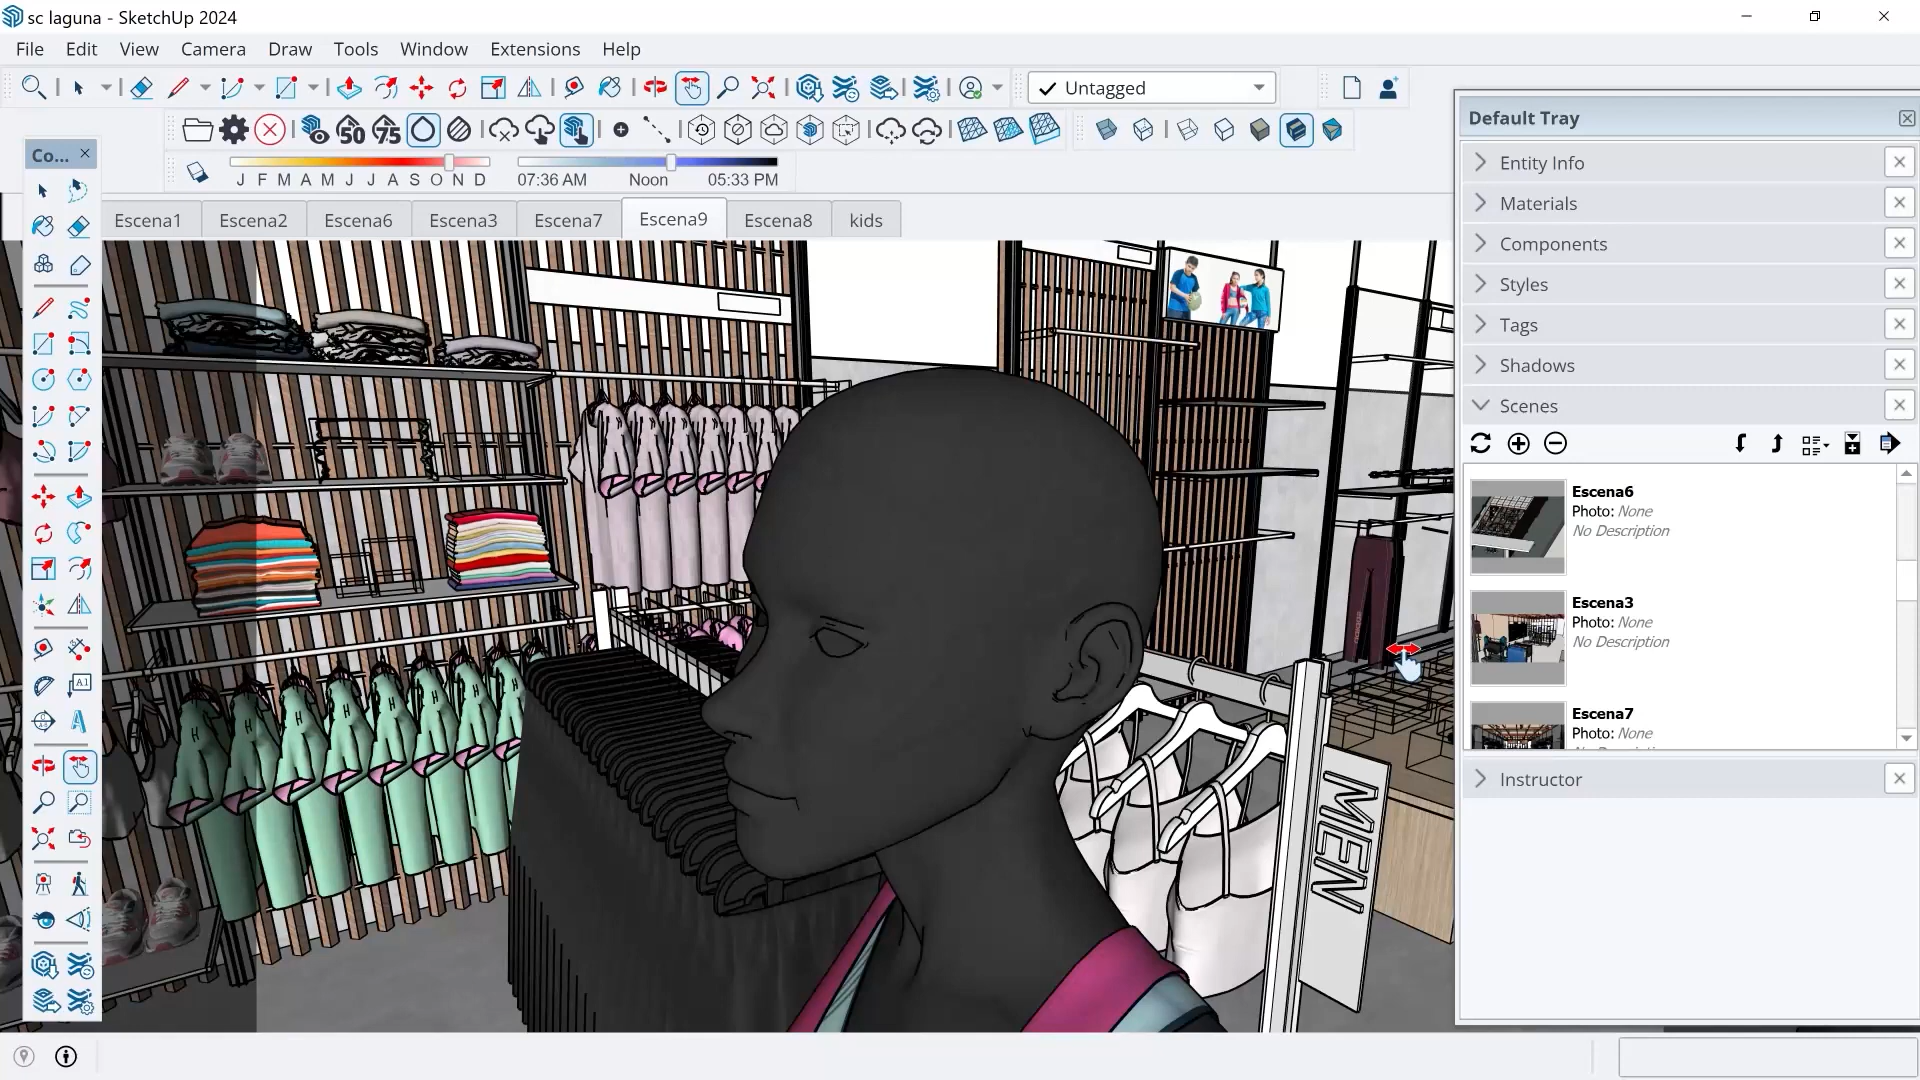 sc laguna - SketchUp 2024
File Edit View Camera Draw Tools Window Extensions Help
Untagged
50 75
J F M A M J J A S O N D
07:36 AM Noon 05:33 PM
Co...
Escena1 Escena2 Escena6 Escena3 Escena7 Escena9 Escena8 kids
Default Tray
Entity Info
Materials
Components
Styles
Tags
Shadows
Scenes
Escena6
Photo: None
No Description
Escena3
Photo: None
No Description
Escena7
Photo: None
Instructor
MEN